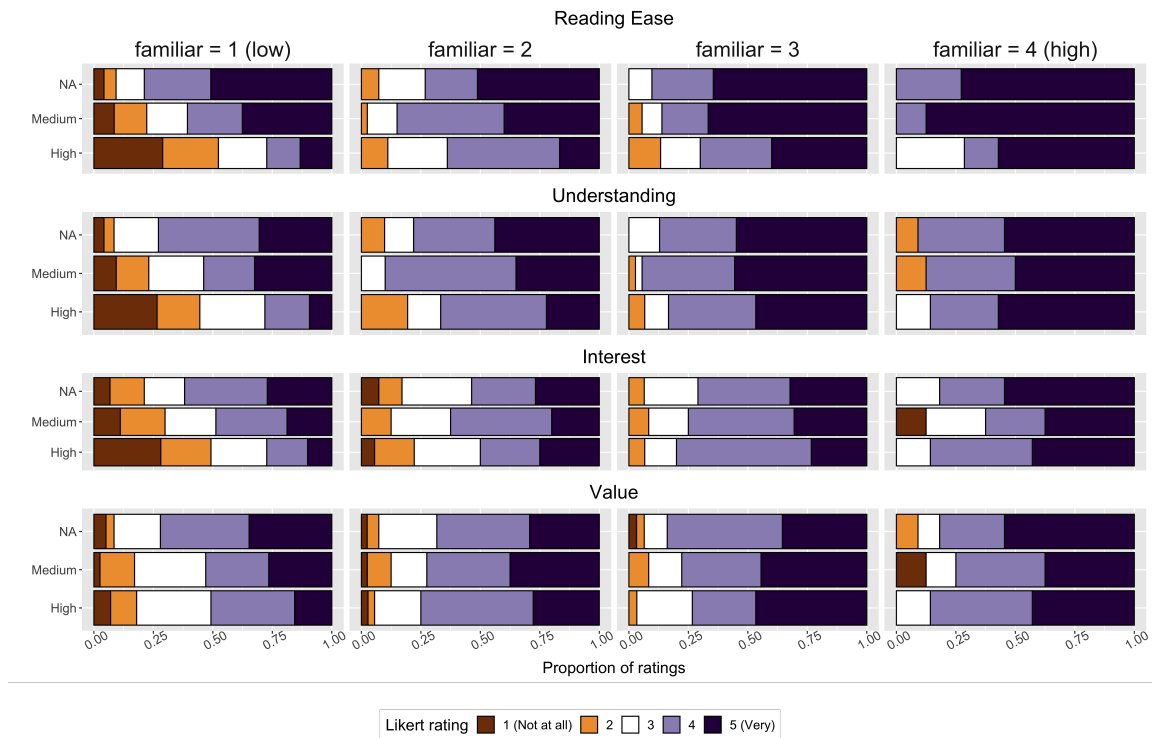 Reading Ease
familiar = 1 (low) familiar = 2 familiar = 3 familiar = 4 (high)
NA
Medium
High
Understanding
NA
Medium
High
Interest
NA
Medium
High
Value
NA
Medium
High
0.00 0.25 0.50 0.75 1.00 0.00 0.25 0.50 0.75 1.00 0.00 0.25 0.50 0.75 1.00 0.00 0.25 0.50 0.75 1.00
Proportion of ratings
Likert rating 1 (Not at all) 2 3 4 5 (Very)